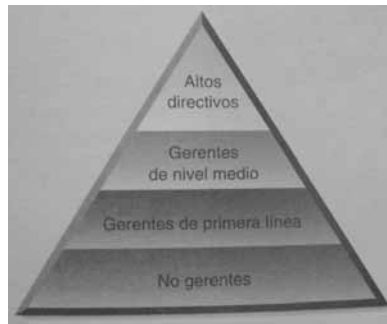 Altos
directivos
Gerentes
de nivel medio
Gerentes de primera línea
No gerentes